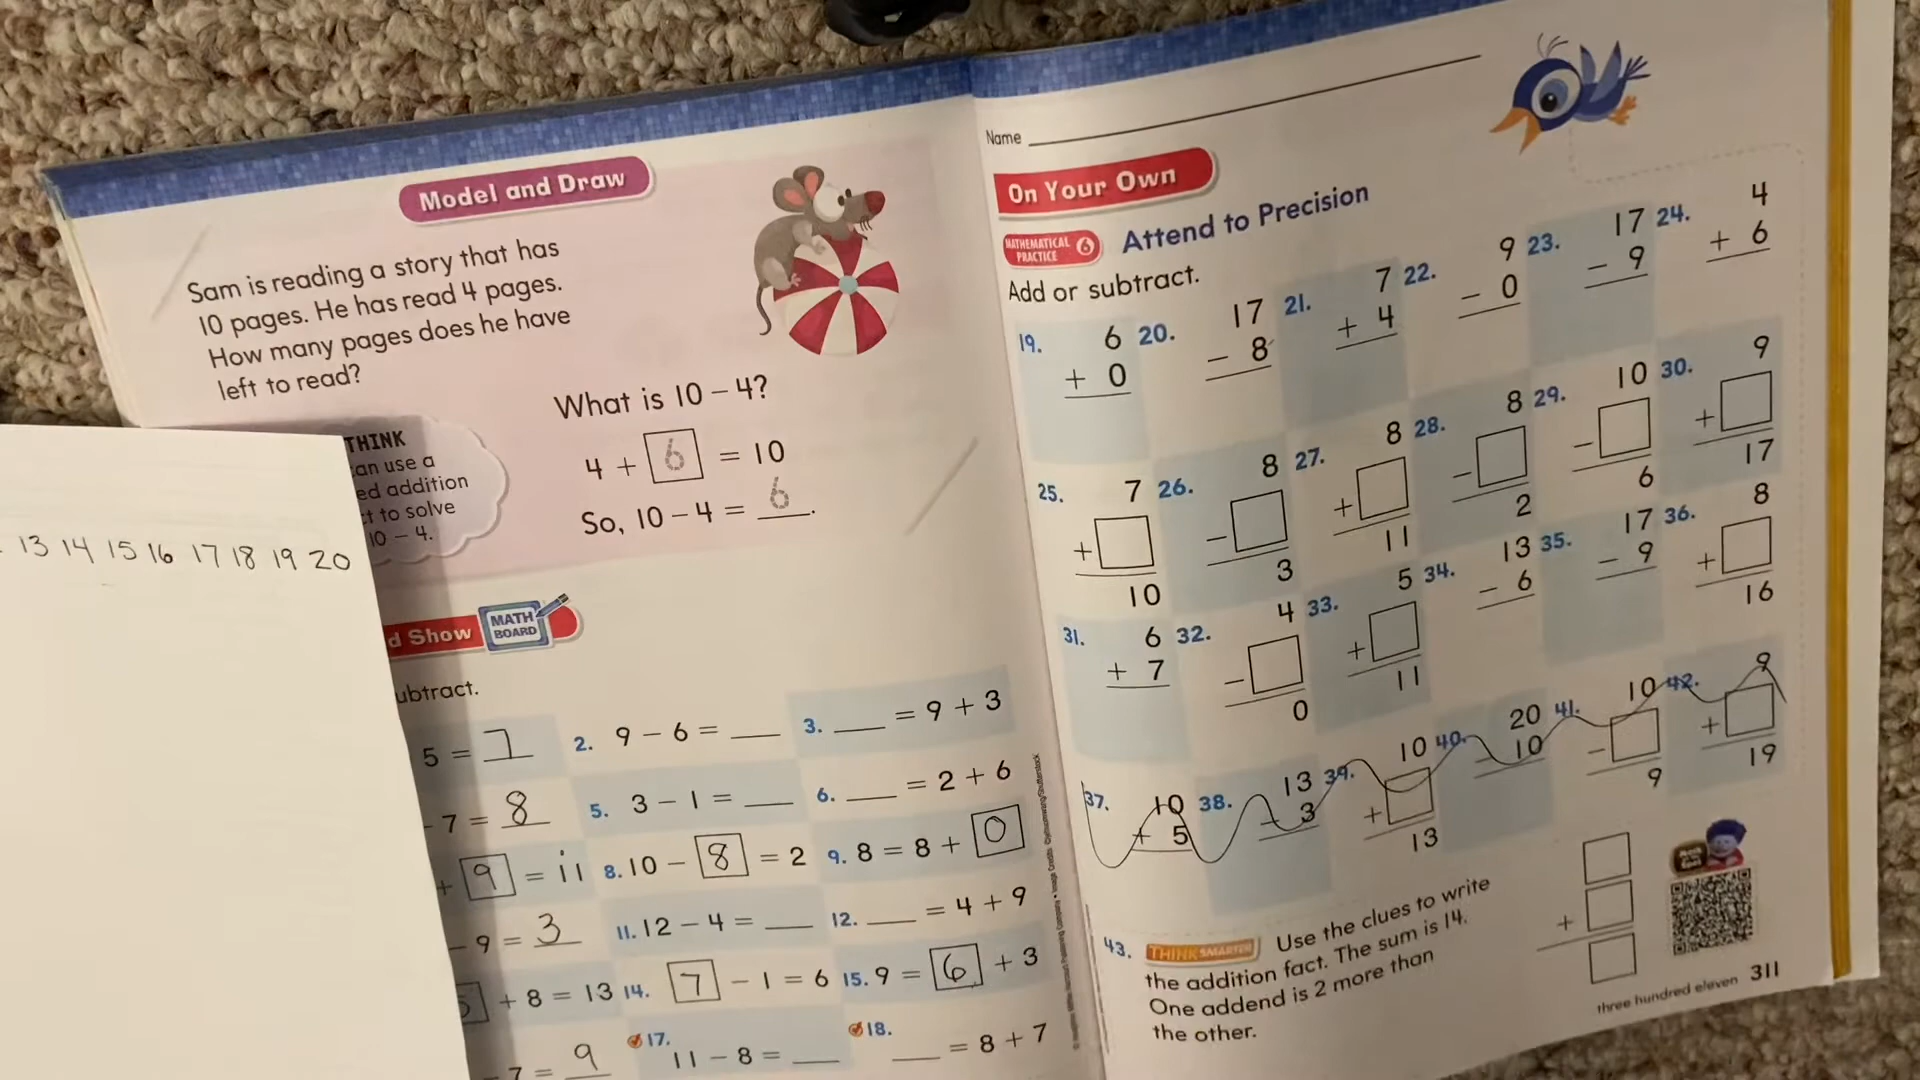 Model and Draw
Sam is reading a story that has
10 pages. He has read 4 pages.
How many pages does he have
left to read?
THINK
an use a
ed addition
t to solve
10 – 4.
What is 10 – 4?
4 + 6 = 10
So, 10 – 4 = 6.
13 14 15 16 17 18 19 20
d Show MATH BOARD
ubtract.
5 = 7
2. 9 – 6 = ___
3. ___ = 9 + 3
7 = 8
5. 3 – 1 = ___
6. ___ = 2 + 6
+ 9 = 11
8. 10 – 8 = 2
9. 8 = 8 + 0
– 9 = 3
11. 12 – 4 = ___
12. ___ = 4 + 9
+ 8 = 13
14. 7 – 1 = 6
15. 9 = 6 + 3
– 7 = 9
17. 11 – 8 = ___
18. ___ = 8 + 7
Name
On Your Own
MATHEMATICAL PRACTICE 6 Attend to Precision
Add or subtract.
19. 6 + 0
20. 17 – 8
21. 7 + 4
22. 9 – 0
23. 17 – 9
24. 4 + 6
25. 7 + □ 10
26. 8 – □ 3
27. 8 + □ 11
28. 8 – □ 2
29. 10 – □ 6
30. 9 + □ 17
31. 6 + 7
32. 4 – □ 0
33. 5 + □ 11
34. 13 – 6
35. 17 – 9
36. 8 + □ 16
37. 10 + 5
38. 13 – 3
39. 10 + □ 13
40. 20 – 10
41. 10 – □ 9
42. 9 + □ 19
43. THINK SMARTER Use the clues to write
the addition fact. The sum is 14.
One addend is 2 more than
the other.
+
three hundred eleven 311